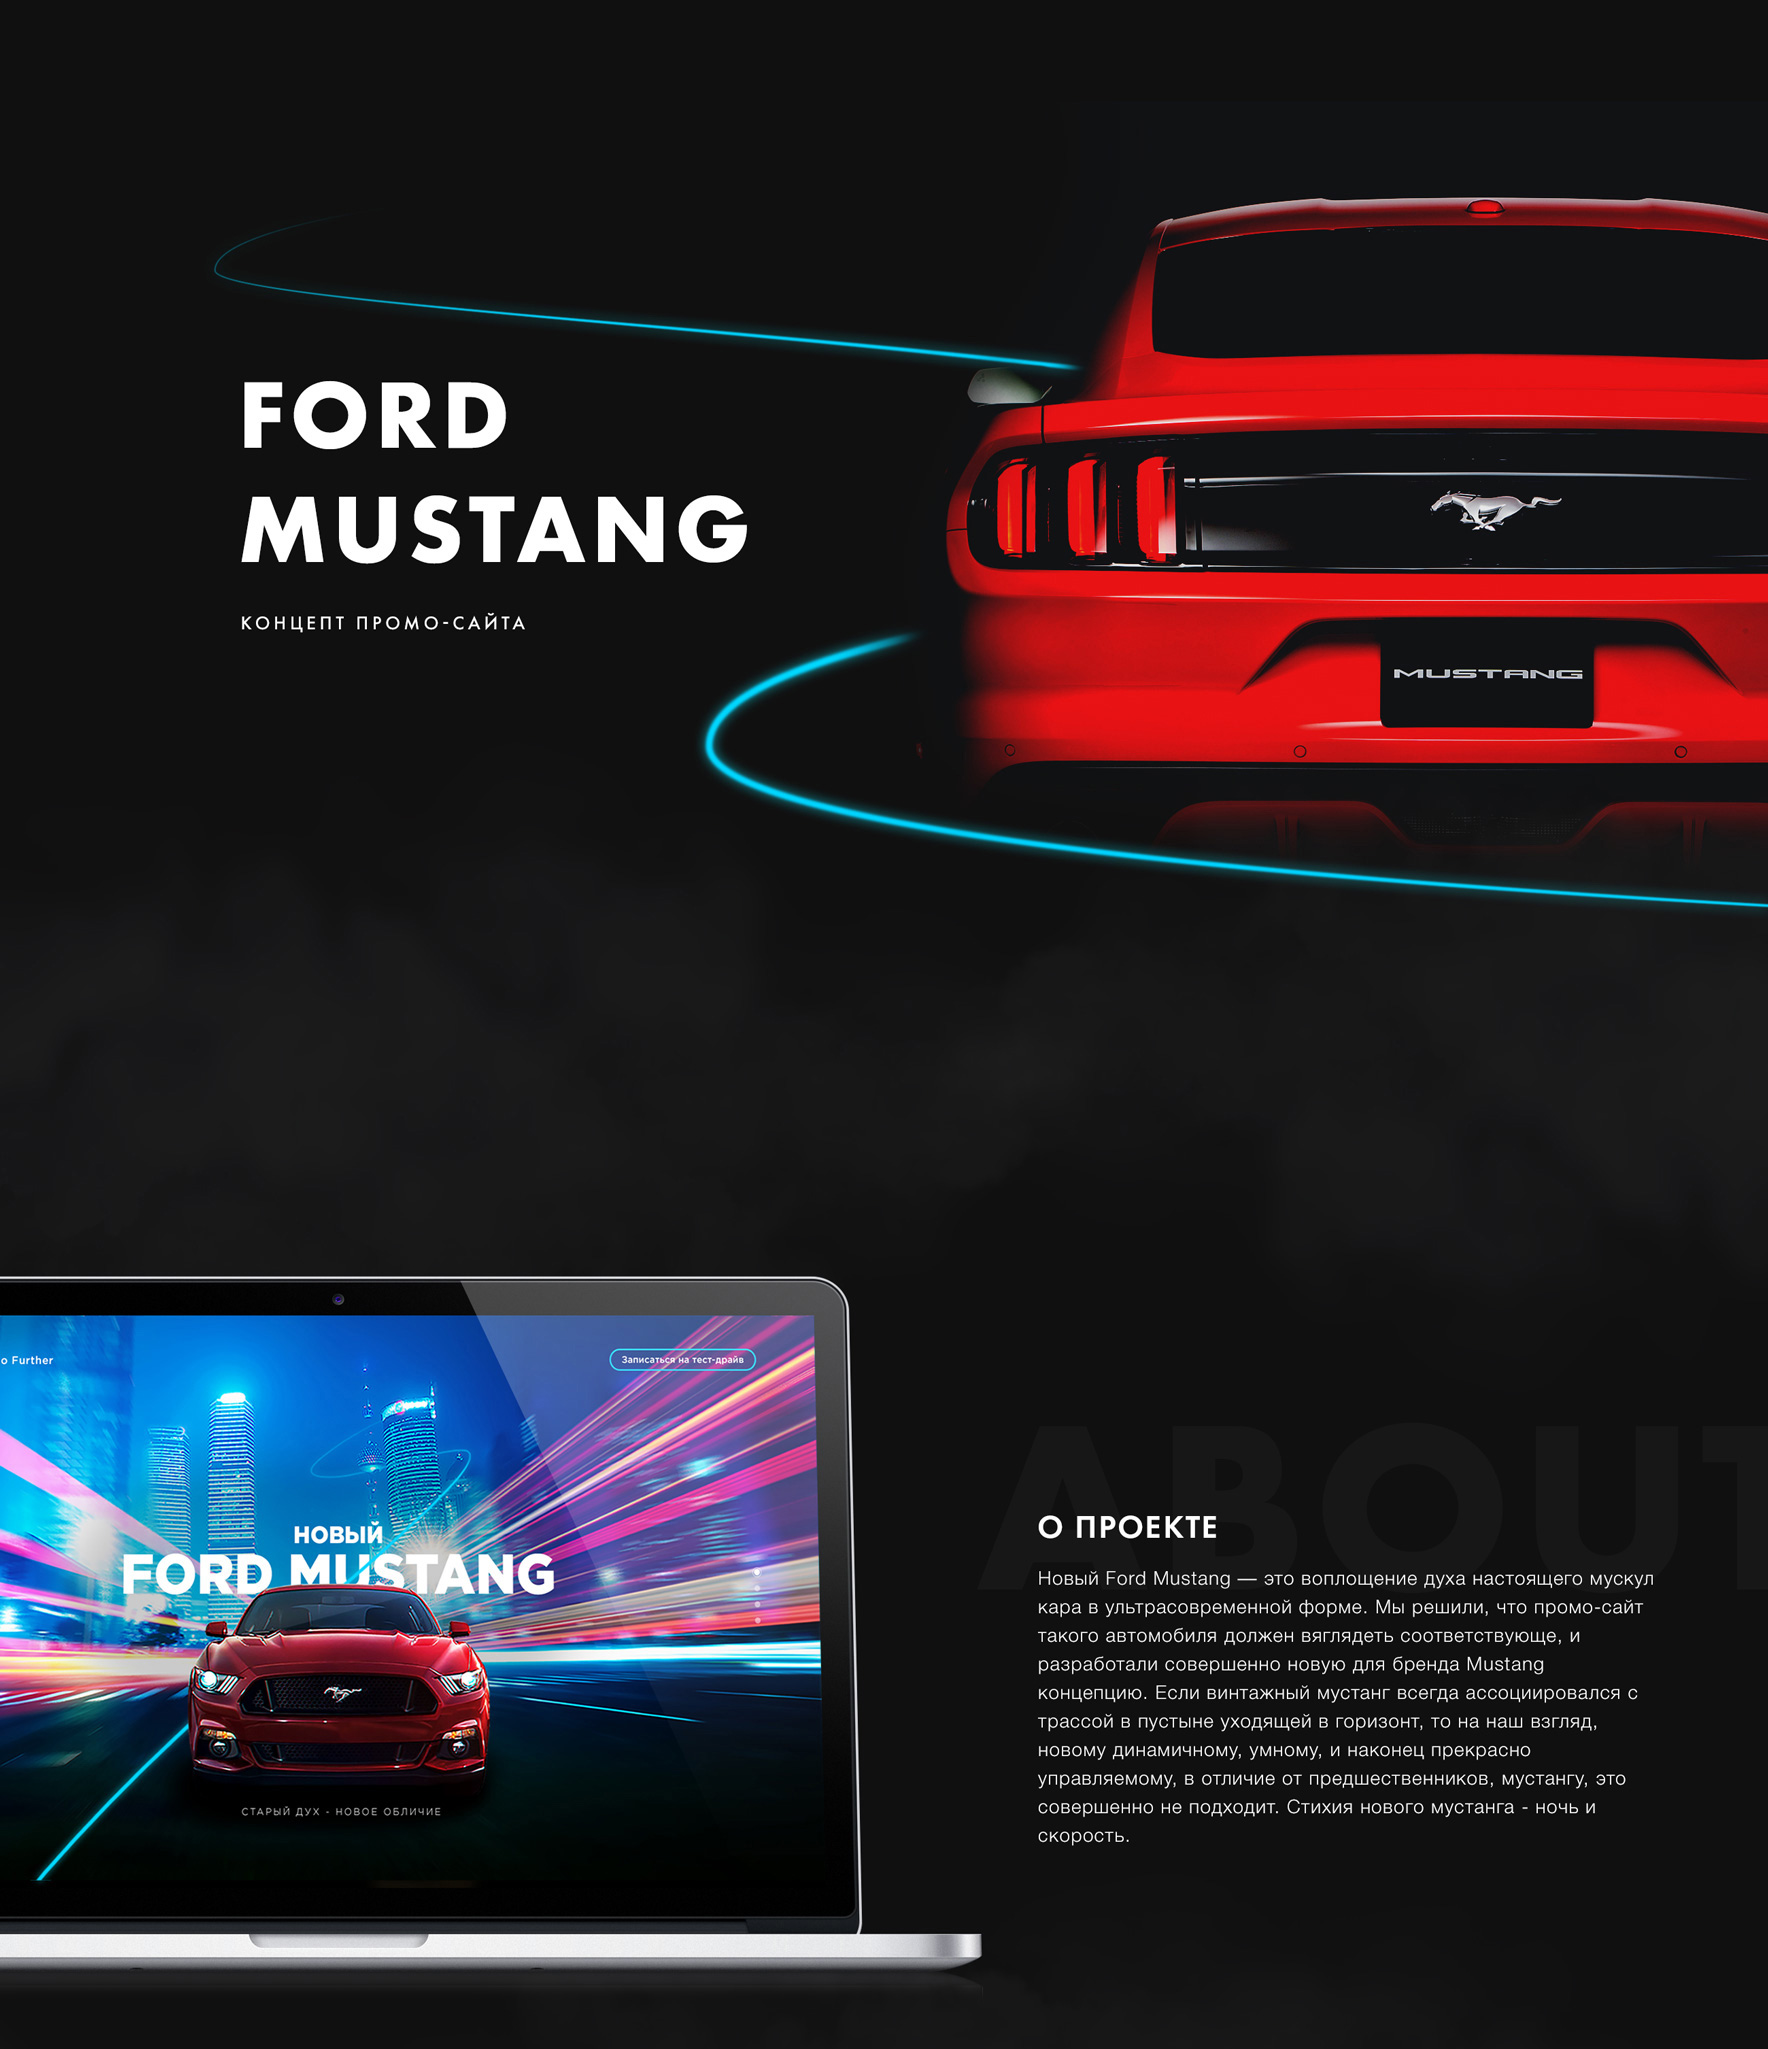 FORD
MUSTANG
КОНЦЕПТ ПРОМО-САЙТА
MUSTANG
o Further
Записаться на тест-драйв
НОВЫЙ
FORD MUSTANG
СТАРЫЙ ДУХ - НОВОЕ ОБЛИЧИЕ
ABOUT
О ПРОЕКТЕ
Новый Ford Mustang — это воплощение духа настоящего мускул
кара в ультрасовременной форме. Мы решили, что промо-сайт
такого автомобиля должен вяглядеть соответствующе, и
разработали совершенно новую для бренда Mustang
концепцию. Если винтажный мустанг всегда ассоциировался с
трассой в пустыне уходящей в горизонт, то на наш взгляд,
новому динамичному, умному, и наконец прекрасно
управляемому, в отличие от предшественников, мустангу, это
совершенно не подходит. Стихия нового мустанга - ночь и
скорость.